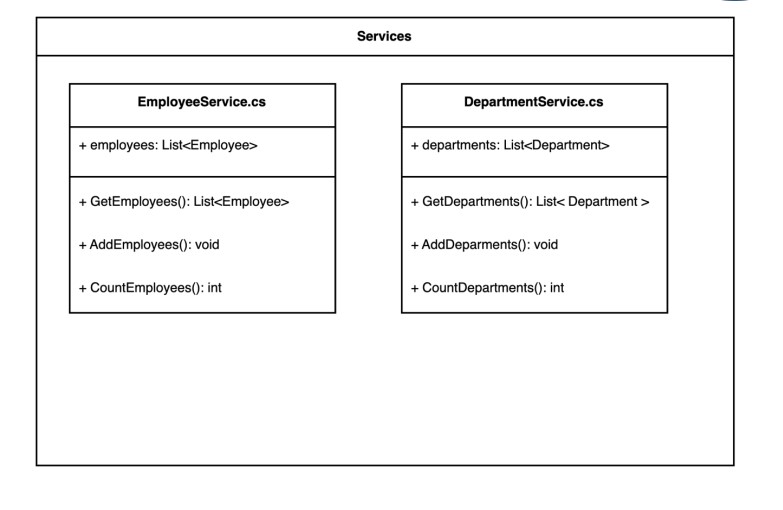 Services
EmployeeService.cs
+ employees: List<Employee>
+ GetEmployees(): List<Employee>
+ AddEmployees(): void
+ CountEmployees(): int
DepartmentService.cs
+ departments: List<Department>
+ GetDepartments(): List< Department >
+ AddDeparments(): void
+ CountDepartments(): int